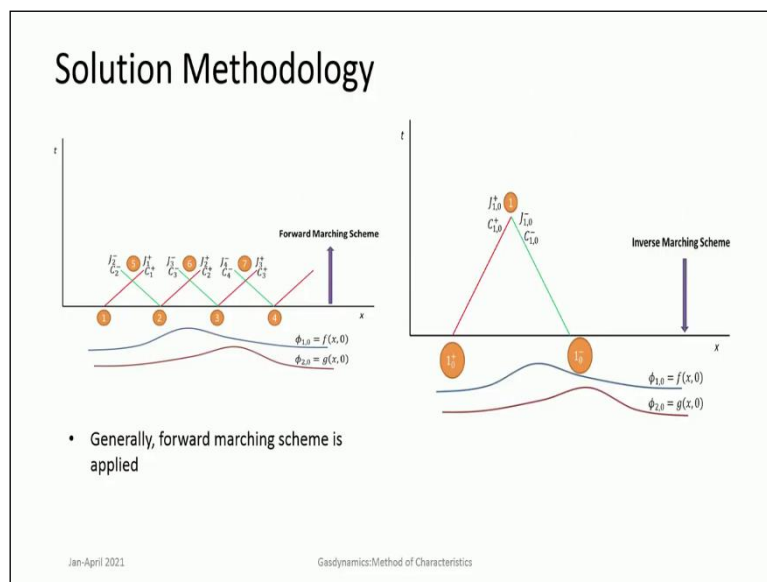 Solution Methodology
t
Forward Marching Scheme
J₂⁻ 5 J₁⁺ J₃⁻ 6 J₂⁺ J₄⁻ 7 J₃⁺
C₂⁻ C₁⁺ C₃⁻ C₂⁺ C₄⁻ C₃⁺
1 2 3 4 x
ϕ₁,₀ = f(x, 0)
ϕ₂,₀ = g(x, 0)
• Generally, forward marching scheme is
applied
t
J₁,₀⁺ 1 J₁,₀⁻
C₁,₀⁺ C₁,₀⁻
Inverse Marching Scheme
x
1₀⁺ 1₀⁻
ϕ₁,₀ = f(x, 0)
ϕ₂,₀ = g(x, 0)
Jan-April 2021
Gasdynamics:Method of Characteristics